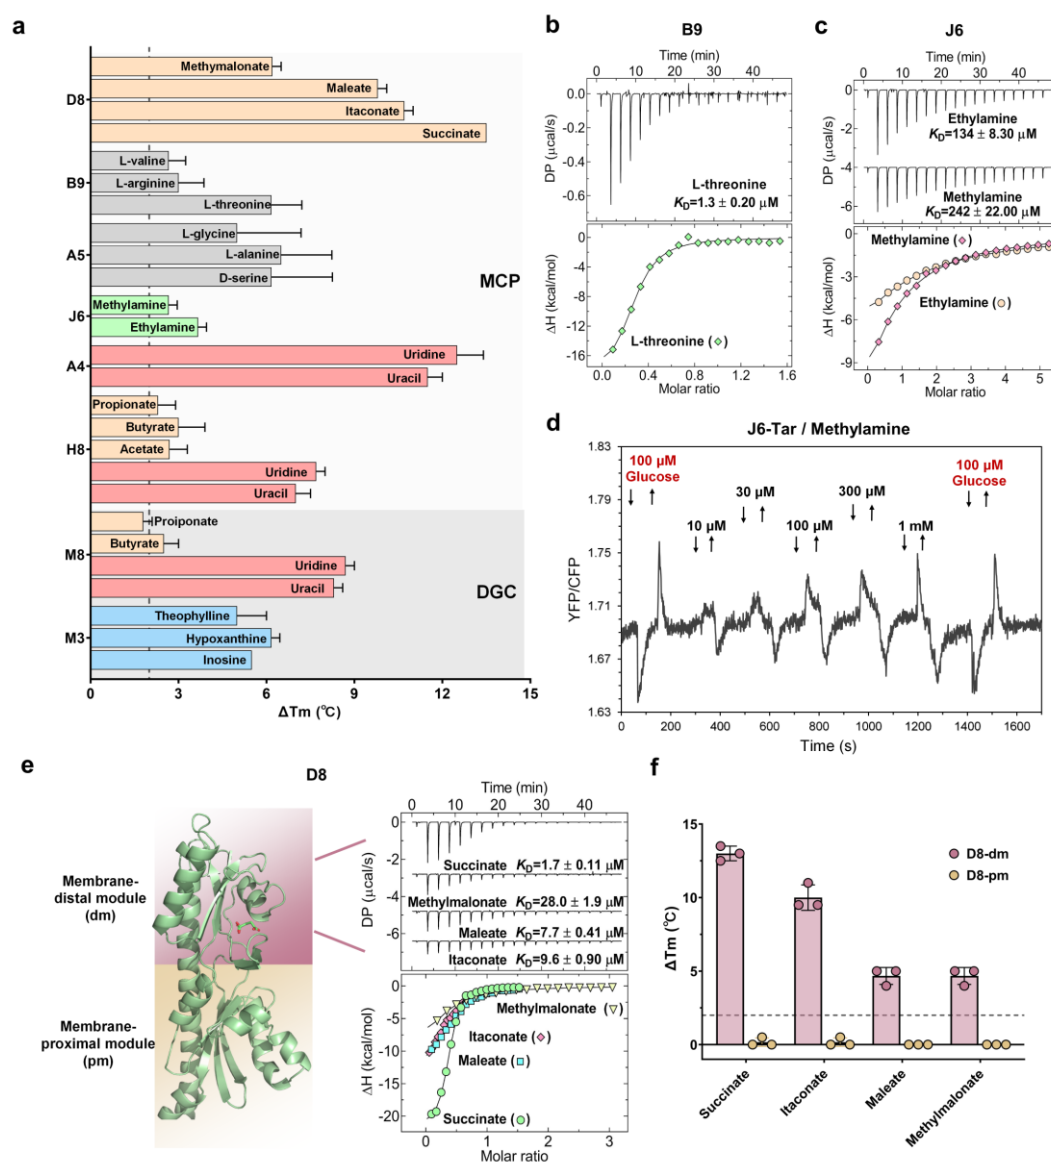 a
D8
Methymalonate
Maleate
Itaconate
Succinate
B9
L-valine
L-arginine
L-threonine
A5
L-glycine
L-alanine
D-serine
J6
Methylamine
Ethylamine
A4
Uridine
Uracil
H8
Propionate
Butyrate
Acetate
Uridine
Uracil
MCP
M8
Proiponate
Butyrate
Uridine
Uracil
M3
Theophylline
Hypoxanthine
Inosine
DGC
0 3 6 9 12 15
ΔTm (℃)
b
B9
Time (min)
0 10 20 30 40
0.0
-0.2
-0.4
-0.6
DP (μcal/s)
L-threonine
KD=1.3 ± 0.20 μM
0
-4
-8
-12
-16
ΔH (kcal/mol)
L-threonine ( )
0.0 0.4 0.8 1.2 1.6
Molar ratio
c
J6
Time (min)
0 10 20 30 40
0
-2
-4
-6
DP (μcal/s)
Ethylamine
KD=134 ± 8.30 μM
Methylamine
KD=242 ± 22.00 μM
0
-3
-6
-9
ΔH (kcal/mol)
Methylamine ( )
Ethylamine ( )
0 1 2 3 4 5
Molar ratio
d
J6-Tar / Methylamine
1.83
1.79
1.75
1.71
1.67
1.63
YFP/CFP
100 μM
Glucose
10 μM
30 μM
100 μM
300 μM
1 mM
100 μM
Glucose
0 200 400 600 800 1000 1200 1400 1600
Time (s)
e
D8
Membrane-
distal module
(dm)
Membrane-
proximal module
(pm)
Time (min)
0 10 20 30 40
0
-2
-4
-6
DP (μcal/s)
Succinate KD=1.7 ± 0.11 μM
Methylmalonate KD=28.0 ± 1.9 μM
Maleate KD=7.7 ± 0.41 μM
Itaconate KD=9.6 ± 0.90 μM
0
-5
-10
-15
-20
ΔH (kcal/mol)
Methylmalonate ( )
Itaconate ( )
Maleate ( )
Succinate ( )
0 1 2 3
Molar ratio
f
15
10
5
0
ΔTm (℃)
D8-dm
D8-pm
Succinate
Itaconate
Maleate
Methylmalonate